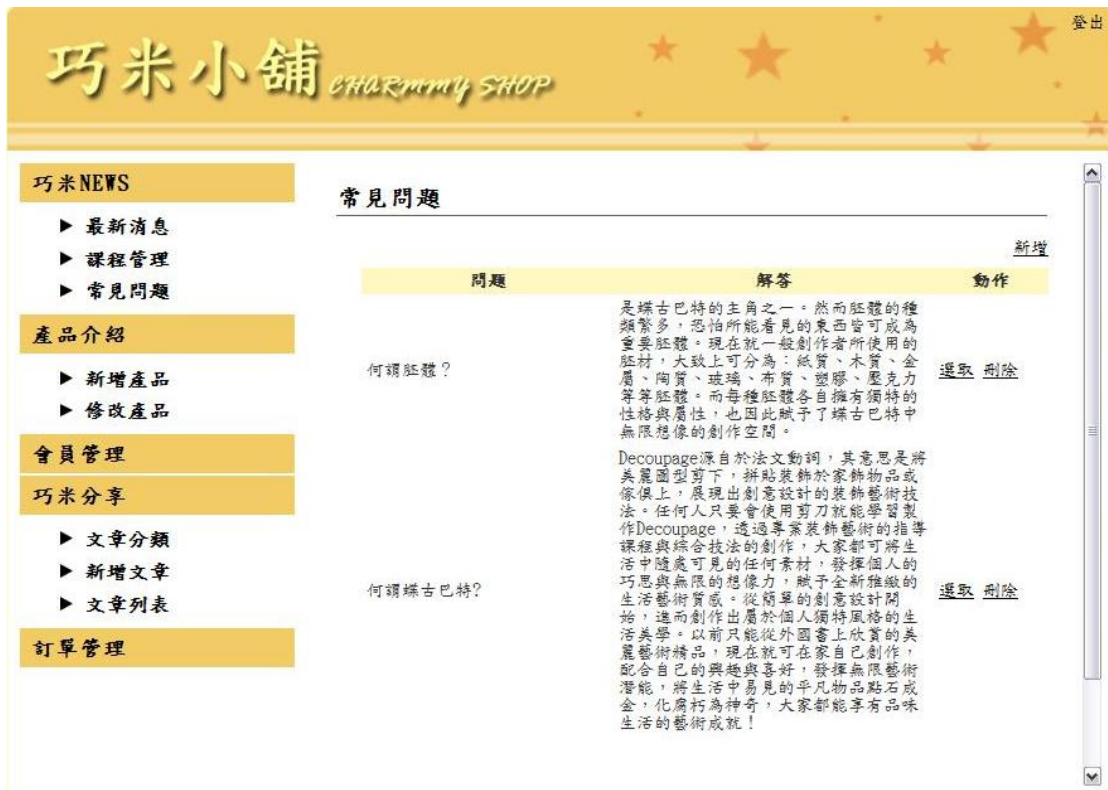 登出
巧米小舖 CHARmmy SHOP
巧米NEWS
▶ 最新消息
▶ 課程管理
▶ 常見問題
產品介紹
▶ 新增產品
▶ 修改產品
會員管理
巧米分享
▶ 文章分類
▶ 新增文章
▶ 文章列表
訂單管理
常見問題
新增
問題 解答 動作
何謂胚體？
是蝶古巴特的主角之一。然而胚體的種
類繁多，恐怕所能看見的東西皆可成為
重要胚體。現在就一般創作者所使用的
胚材，大致上可分為：紙質、木質、金
屬、陶質、玻璃、布質、塑膠、壓克力
等等胚體。而每種胚體各自擁有獨特的
性格與屬性，也因此賦予了蝶古巴特中
無限想像的創作空間。
選取 刪除
何謂蝶古巴特?
Decoupage源自於法文動詞，其意思是將
美麗圖型剪下，拼貼裝飾於家飾物品或
傢俱上，展現出創意設計的裝飾藝術技
法。任何人只要會使用剪刀就能學習製
作Decoupage，透過專業裝飾藝術的指導
課程與綜合技法的創作，大家都可將生
活中隨處可見的任何素材，發揮個人的
巧思與無限的想像力，賦予全新雅緻的
生活藝術質感。從簡單的創意設計開
始，進而創作出屬於個人獨特風格的生
活美學。以前只能從外國書上欣賞的美
麗藝術精品，現在就可在家自己創作，
配合自己的興趣與喜好，發揮無限藝術
潛能，將生活中易見的平凡物品點石成
金，化腐朽為神奇，大家都能享有品味
生活的藝術成就！
選取 刪除